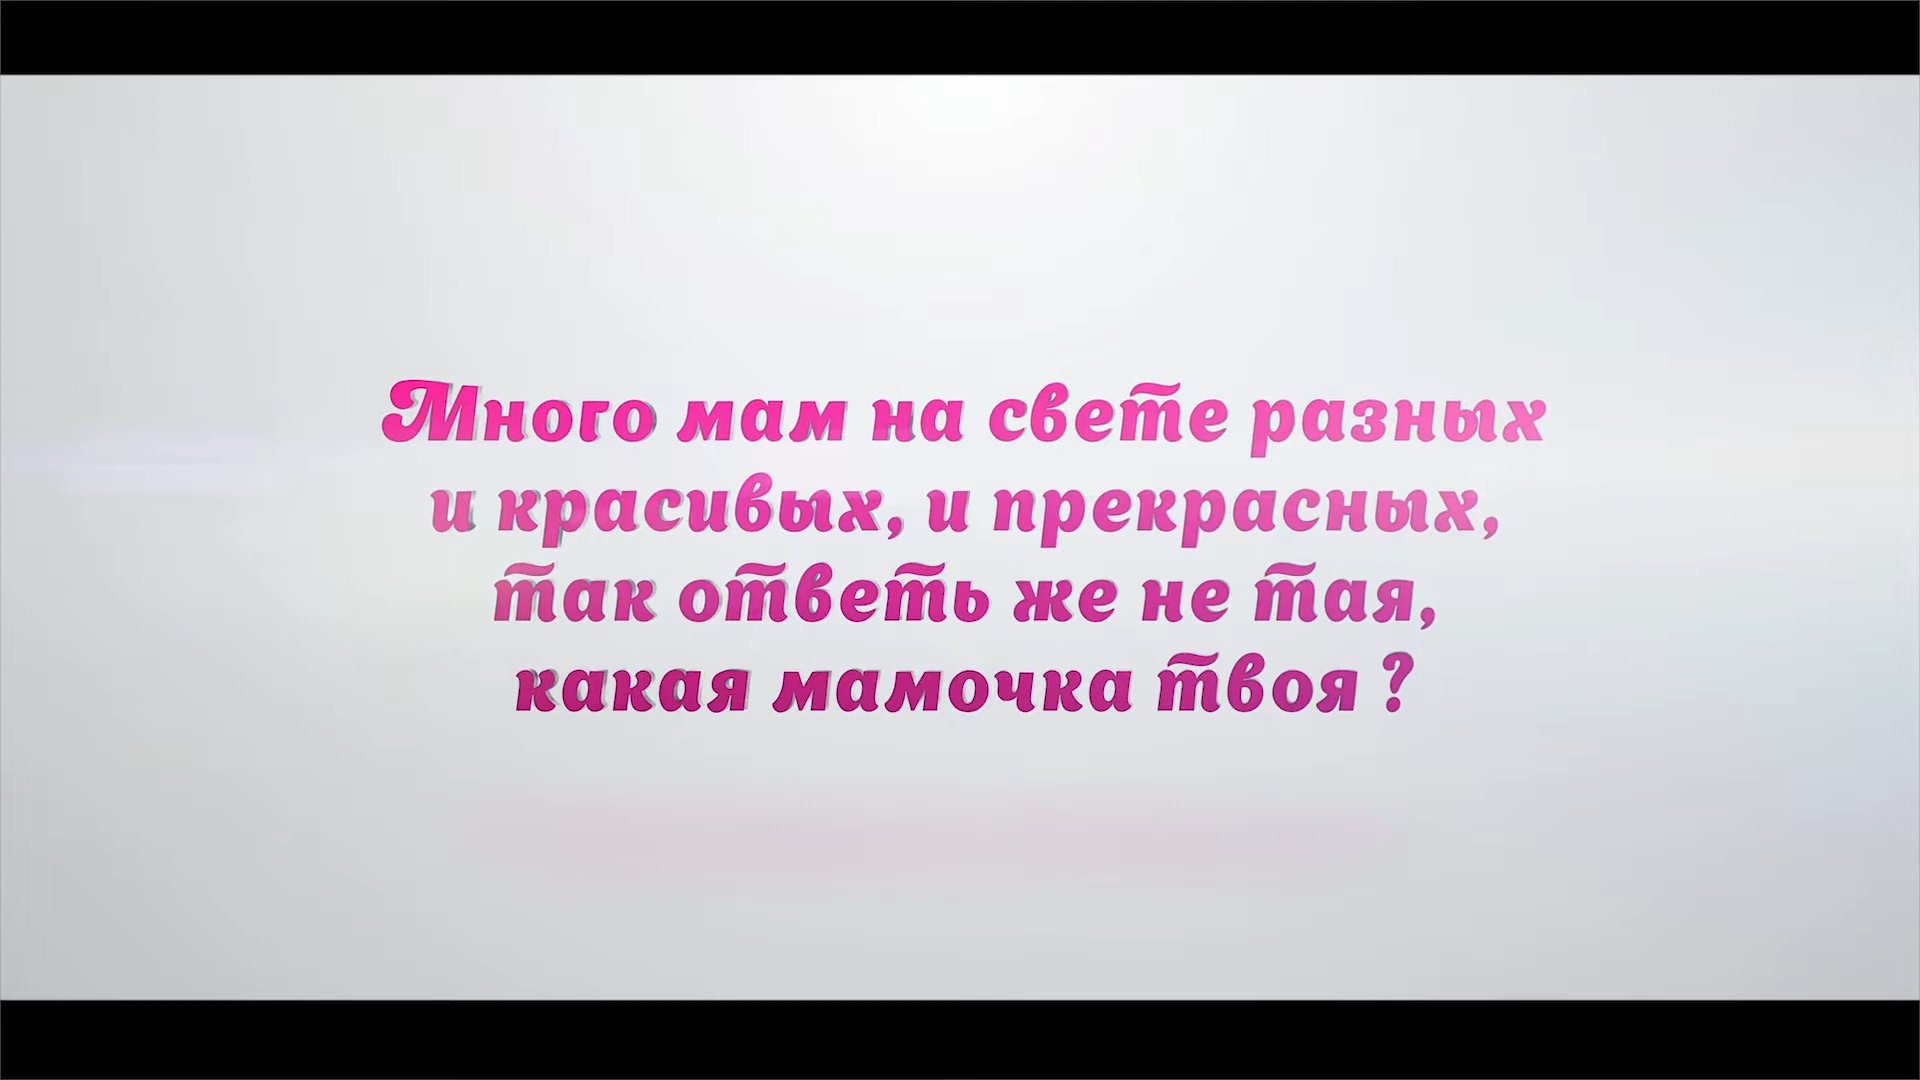 Много мам на свете разных
и красивых, и прекрасных,
так ответь же не тая,
какая мамочка твоя ?